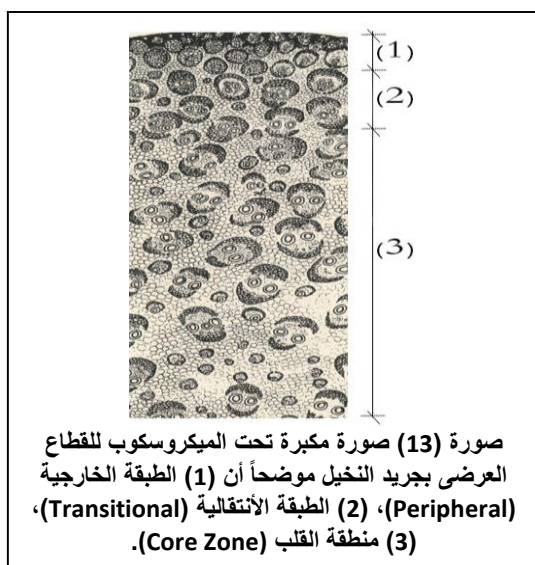 (1)
(2)
(3)
صورة (13) صورة مكبرة تحت الميكروسكوب للقطاع
العرضى بجريد النخيل موضحاً أن (1) الطبقة الخارجية
(Peripheral)، (2) الطبقة الأنتقالية (Transitional)،
(3) منطقة القلب (Core Zone).